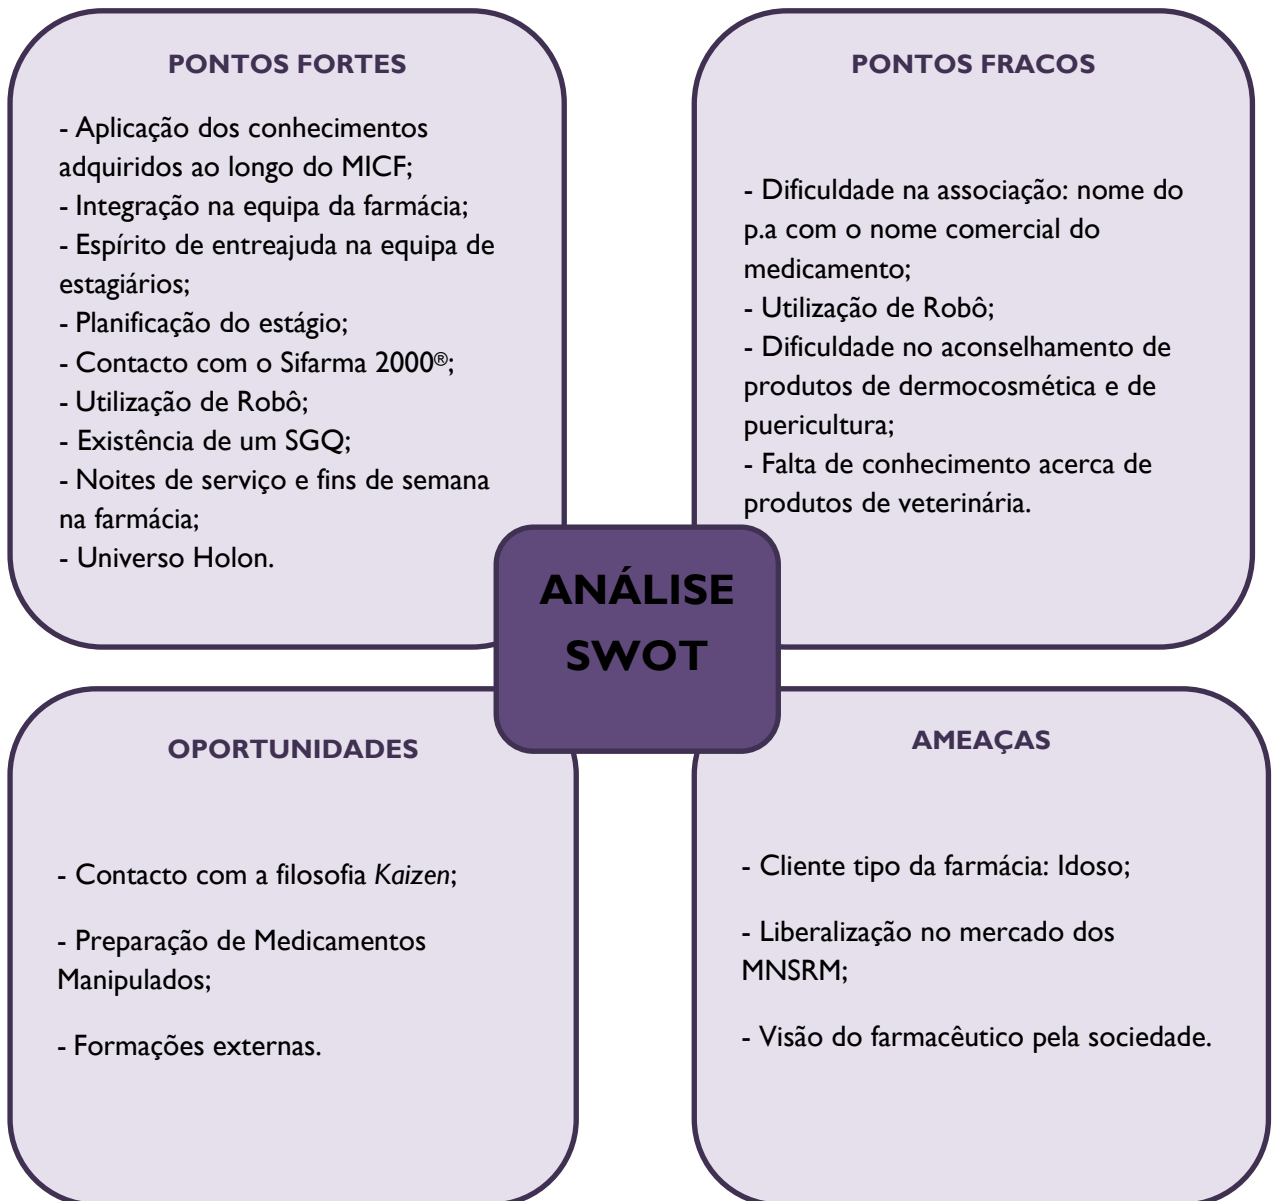 PONTOS FORTES
- Aplicação dos conhecimentos
adquiridos ao longo do MICF;
- Integração na equipa da farmácia;
- Espírito de entreajuda na equipa de
estagiários;
- Planificação do estágio;
- Contacto com o Sifarma 2000®;
- Utilização de Robô;
- Existência de um SGQ;
- Noites de serviço e fins de semana
na farmácia;
- Universo Holon.
PONTOS FRACOS
- Dificuldade na associação: nome do
p.a com o nome comercial do
medicamento;
- Utilização de Robô;
- Dificuldade no aconselhamento de
produtos de dermocosmética e de
puericultura;
- Falta de conhecimento acerca de
produtos de veterinária.
ANÁLISE
SWOT
OPORTUNIDADES
- Contacto com a filosofia Kaizen;
- Preparação de Medicamentos
Manipulados;
- Formações externas.
AMEAÇAS
- Cliente tipo da farmácia: Idoso;
- Liberalização no mercado dos
MNSRM;
- Visão do farmacêutico pela sociedade.